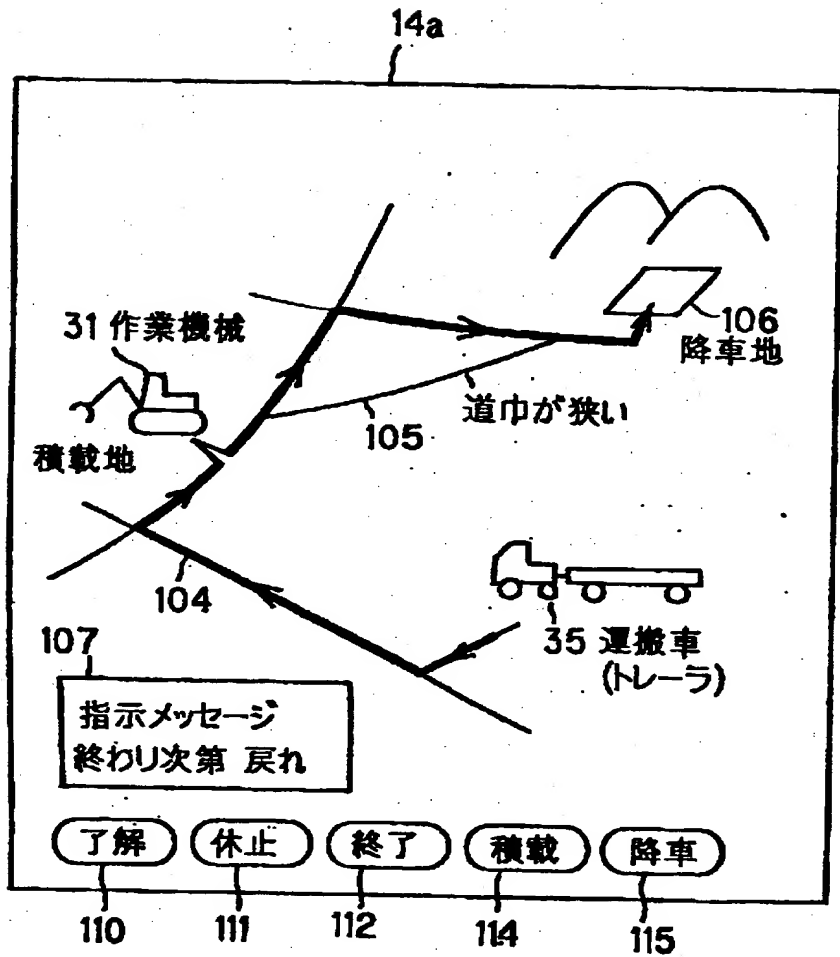 14a
31 作業機械
積載地
105
道巾が狭い
106
降車地
104
35 運搬車
(トレーラ)
107
指示メッセージ
終わり次第 戻れ
了解 休止 終了 積載 降車
110 111 112 114 115